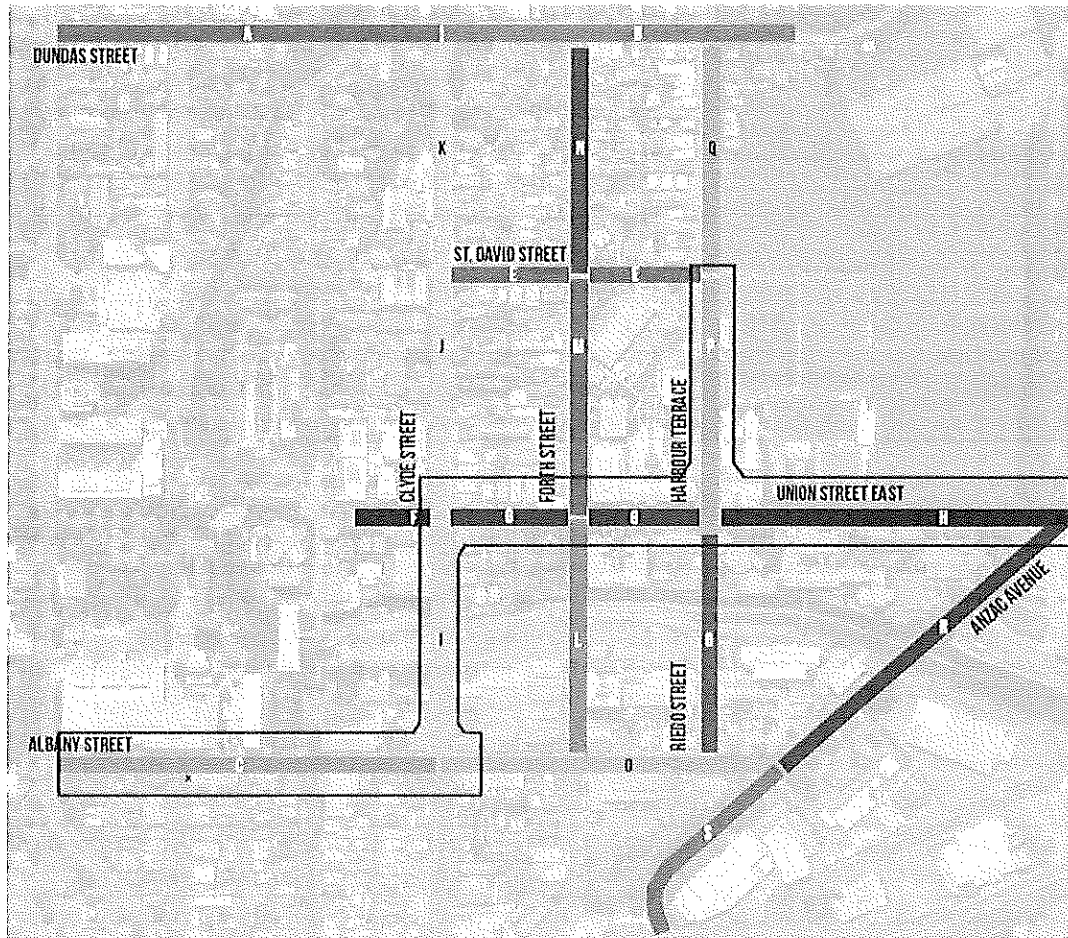 A
DUNDAS STREET
K
N
Q
ST. DAVID STREET
E
E
J
M
P
CLYDE STREET
FORTH STREET
HARBOUR TERRACE
UNION STREET EAST
F
G
G
H
I
L
R
ANZAC AVENUE
RIEGO STREET
ALBANY STREET
O
S